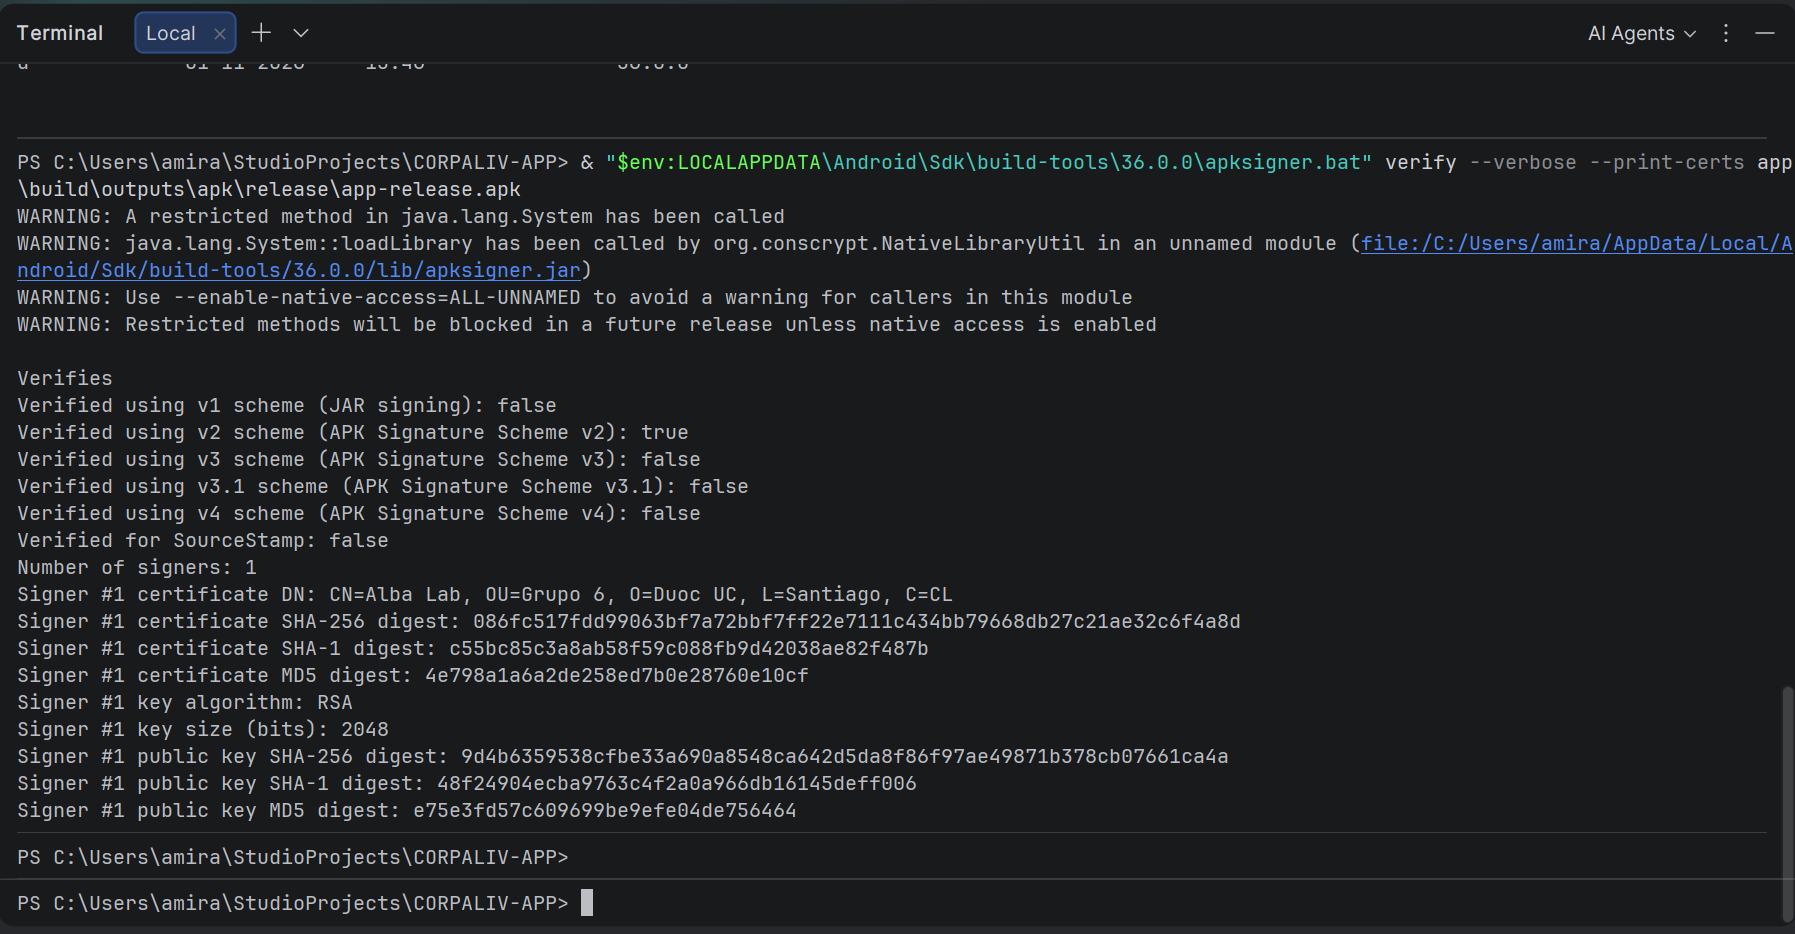 Terminal Local × + AI Agents
PS C:\Users\amira\StudioProjects\CORPALIV-APP> & "$env:LOCALAPPDATA\Android\Sdk\build-tools\36.0.0\apksigner.bat" verify --verbose --print-certs app
\build\outputs\apk\release\app-release.apk
WARNING: A restricted method in java.lang.System has been called
WARNING: java.lang.System::loadLibrary has been called by org.conscrypt.NativeLibraryUtil in an unnamed module (file:/C:/Users/amira/AppData/Local/A
ndroid/Sdk/build-tools/36.0.0/lib/apksigner.jar)
WARNING: Use --enable-native-access=ALL-UNNAMED to avoid a warning for callers in this module
WARNING: Restricted methods will be blocked in a future release unless native access is enabled
Verifies
Verified using v1 scheme (JAR signing): false
Verified using v2 scheme (APK Signature Scheme v2): true
Verified using v3 scheme (APK Signature Scheme v3): false
Verified using v3.1 scheme (APK Signature Scheme v3.1): false
Verified using v4 scheme (APK Signature Scheme v4): false
Verified for SourceStamp: false
Number of signers: 1
Signer #1 certificate DN: CN=Alba Lab, OU=Grupo 6, O=Duoc UC, L=Santiago, C=CL
Signer #1 certificate SHA-256 digest: 086fc517fdd99063bf7a72bbf7ff22e7111c434bb79668db27c21ae32c6f4a8d
Signer #1 certificate SHA-1 digest: c55bc85c3a8ab58f59c088fb9d42038ae82f487b
Signer #1 certificate MD5 digest: 4e798a1a6a2de258ed7b0e28760e10cf
Signer #1 key algorithm: RSA
Signer #1 key size (bits): 2048
Signer #1 public key SHA-256 digest: 9d4b6359538cfbe33a690a8548ca642d5da8f86f97ae49871b378cb07661ca4a
Signer #1 public key SHA-1 digest: 48f24904ecba9763c4f2a0a966db16145deff006
Signer #1 public key MD5 digest: e75e3fd57c609699be9efe04de756464
PS C:\Users\amira\StudioProjects\CORPALIV-APP>
PS C:\Users\amira\StudioProjects\CORPALIV-APP>